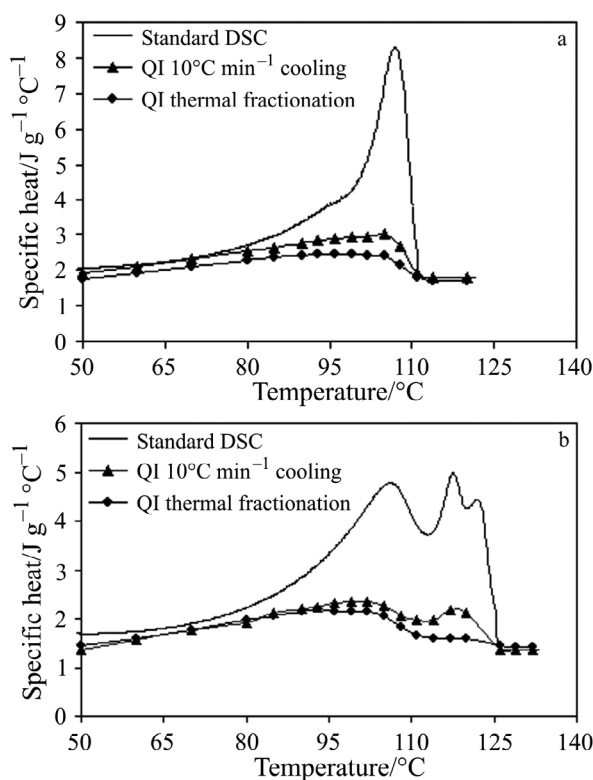 9
8
7
6
5
4
3
2
1
0
Specific heat/J g⁻¹ °C⁻¹
Standard DSC
QI 10°C min⁻¹ cooling
QI thermal fractionation
a
50 65 80 95 110 125 140
Temperature/°C
6
5
4
3
2
1
0
Specific heat/J g⁻¹ °C⁻¹
Standard DSC
QI 10°C min⁻¹ cooling
QI thermal fractionation
b
50 65 80 95 110 125 140
Temperature/°C